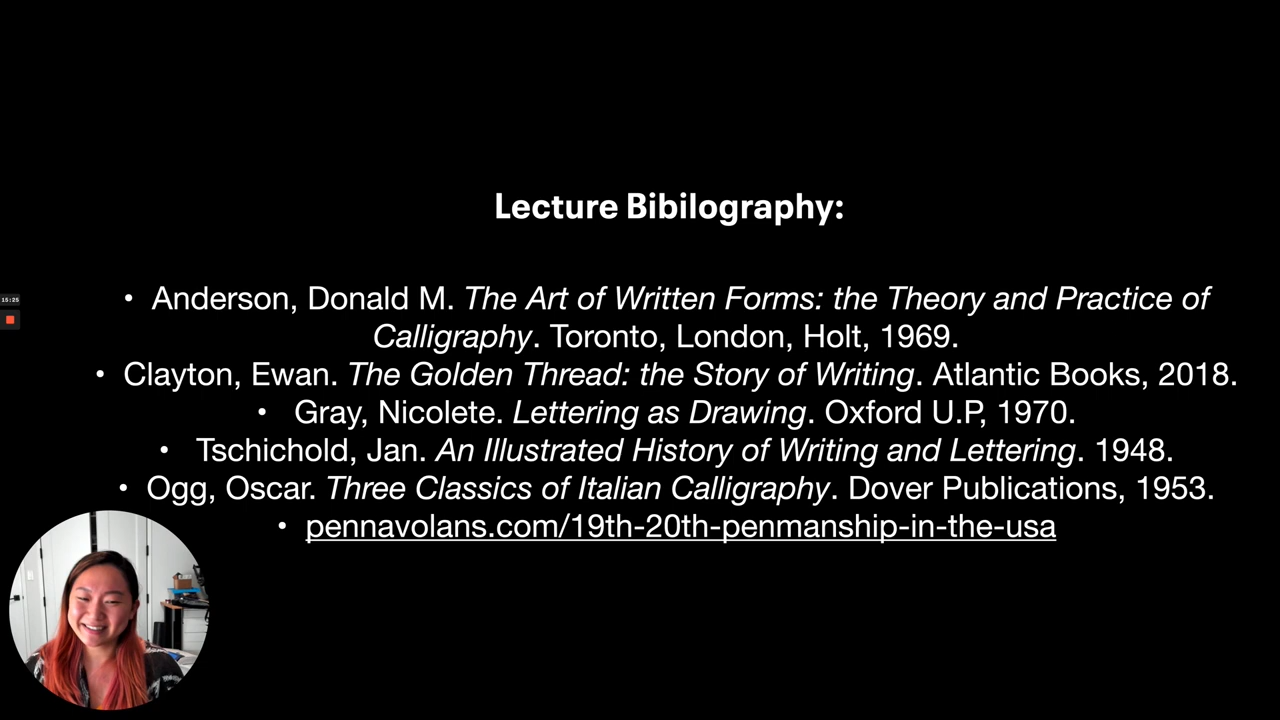 Lecture Bibilography:
• Anderson, Donald M. The Art of Written Forms: the Theory and Practice of
Calligraphy. Toronto, London, Holt, 1969.
• Clayton, Ewan. The Golden Thread: the Story of Writing. Atlantic Books, 2018.
• Gray, Nicolete. Lettering as Drawing. Oxford U.P, 1970.
15:25
• Tschichold, Jan. An Illustrated History of Writing and Lettering. 1948.
• Ogg, Oscar. Three Classics of Italian Calligraphy. Dover Publications, 1953.
• pennavolans.com/19th-20th-penmanship-in-the-usa